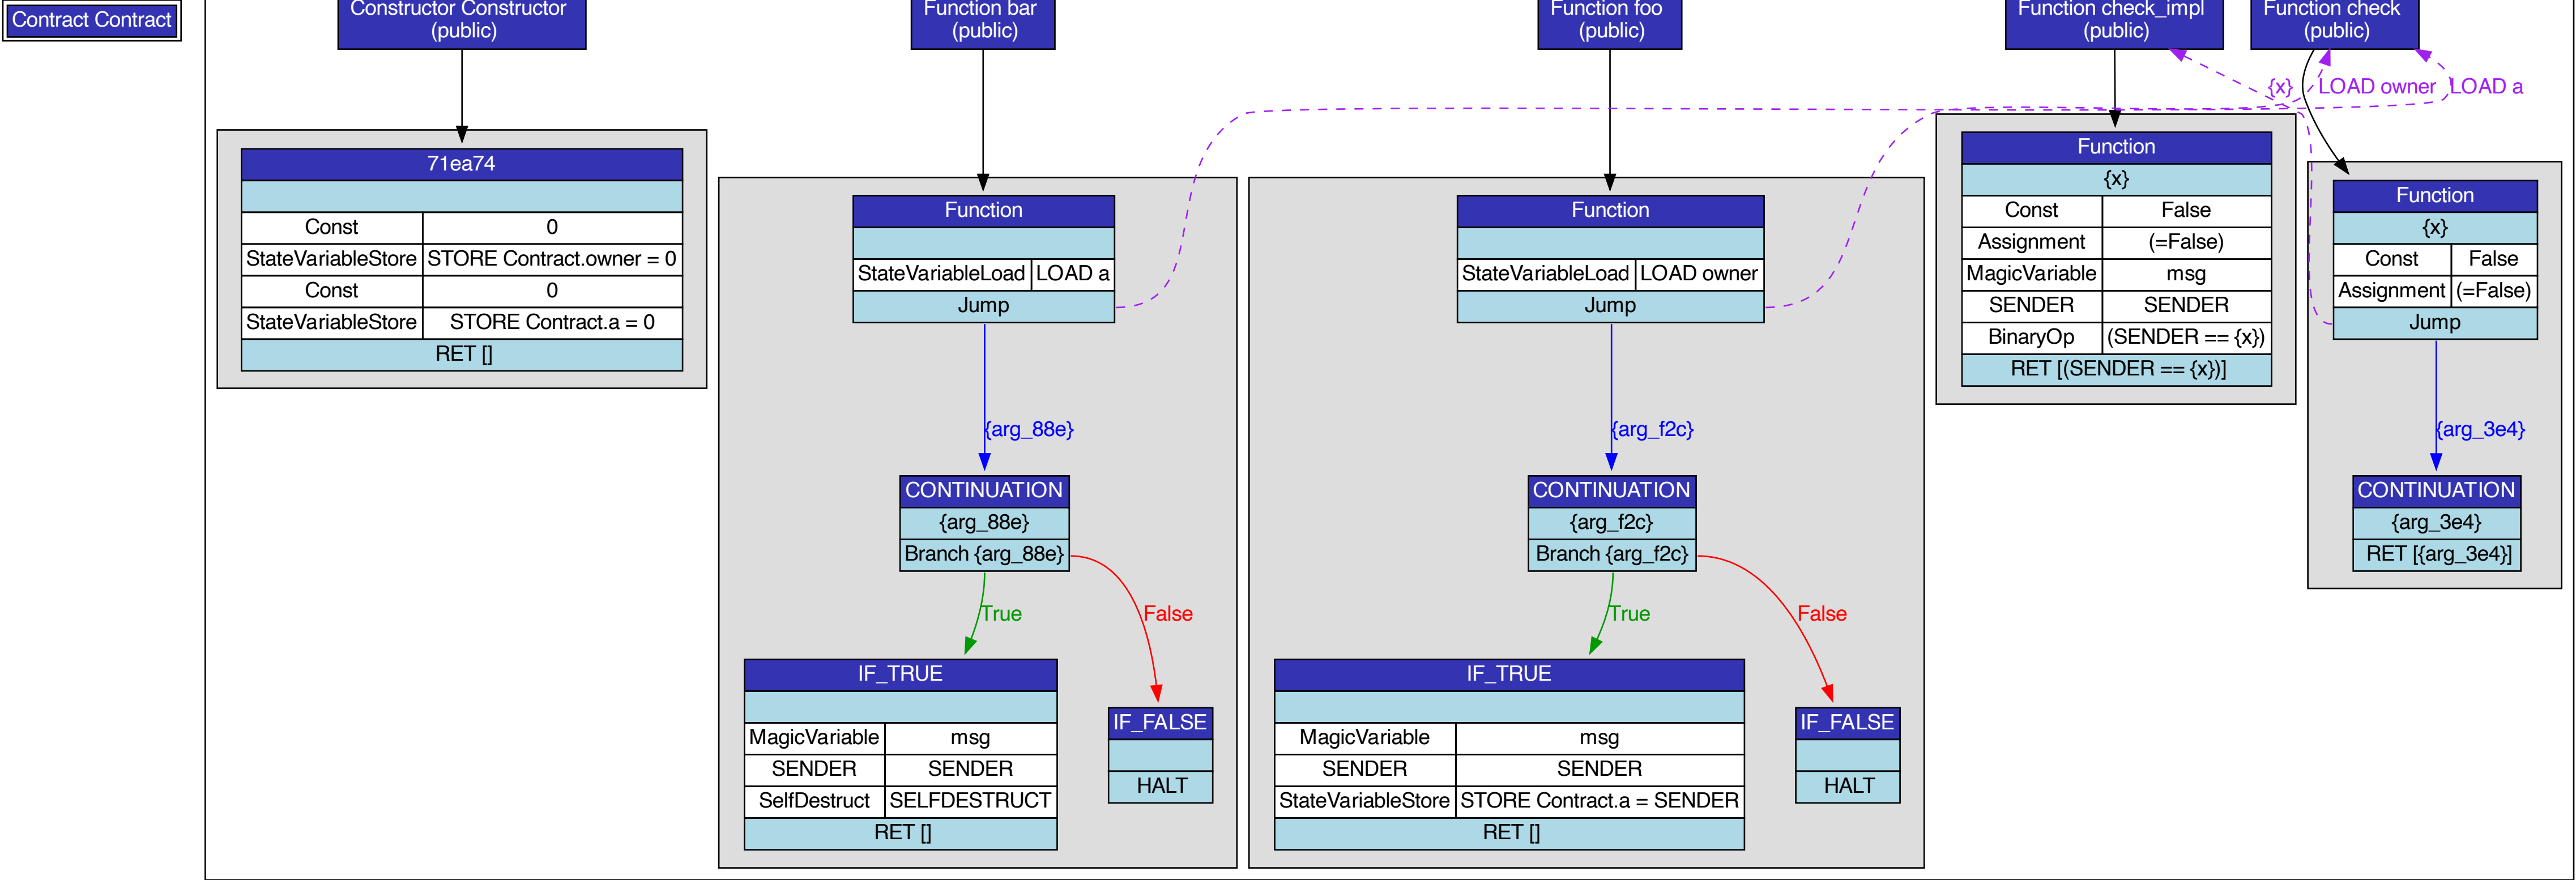 Contract Contract
Constructor Constructor
(public)
Function bar
(public)
Function foo
(public)
Function check_impl
(public)
Function check
(public)
{x}
LOAD owner
LOAD a
71ea74
Const 0
StateVariableStore STORE Contract.owner = 0
Const 0
StateVariableStore STORE Contract.a = 0
RET []
Function
StateVariableLoad LOAD a
Jump
{arg_88e}
CONTINUATION
{arg_88e}
Branch {arg_88e}
True
False
IF_TRUE
MagicVariable msg
SENDER SENDER
SelfDestruct SELFDESTRUCT
RET []
IF_FALSE
HALT
Function
StateVariableLoad LOAD owner
Jump
{arg_f2c}
CONTINUATION
{arg_f2c}
Branch {arg_f2c}
True
False
IF_TRUE
MagicVariable msg
SENDER SENDER
StateVariableStore STORE Contract.a = SENDER
RET []
IF_FALSE
HALT
Function
{x}
Const False
Assignment (=False)
MagicVariable msg
SENDER SENDER
BinaryOp (SENDER == {x})
RET [(SENDER == {x})]
Function
{x}
Const False
Assignment (=False)
Jump
{arg_3e4}
CONTINUATION
{arg_3e4}
RET [{arg_3e4}]